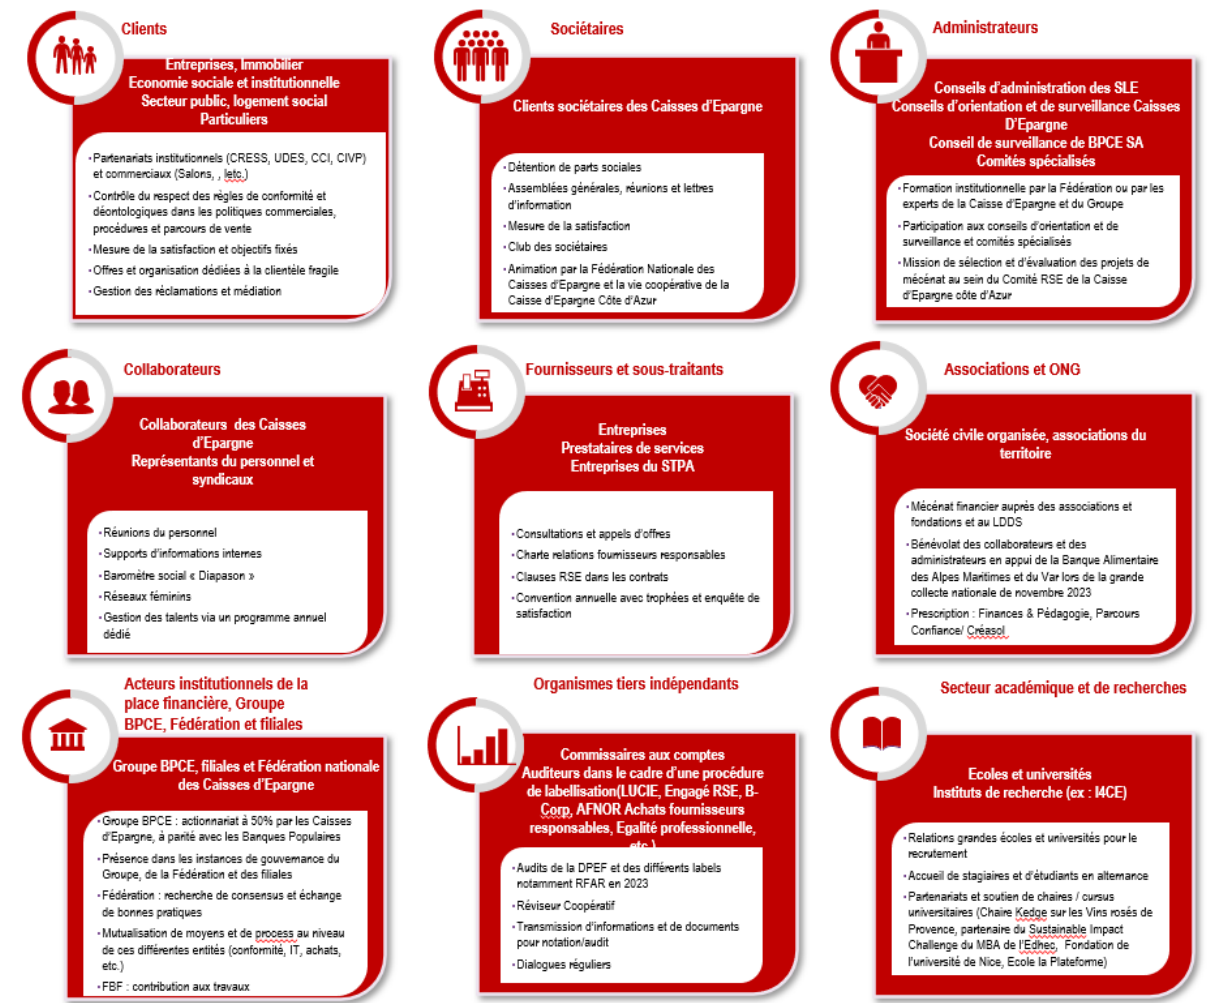 Clients
Entreprises, Immobilier
Economie sociale et institutionnelle
Secteur public, logement social
Particuliers
Partenariats institutionnels (CRESS, UDES, CCI, CIVP)
et commerciaux (Salons, , letc.)
Contrôle du respect des règles de conformité et
déontologiques dans les politiques commerciales,
procédures et parcours de vente
Mesure de la satisfaction et objectifs fixés
Offres et organisation dédiées à la clientèle fragile
Gestion des réclamations et médiation
Sociétaires
Clients sociétaires des Caisses d'Epargne
Détention de parts sociales
Assemblées générales, réunions et lettres
d'information
Mesure de la satisfaction
Club des sociétaires
Animation par la Fédération Nationale des
Caisses d'Epargne et la vie coopérative de la
Caisse d'Epargne Côte d'Azur
Administrateurs
Conseils d'administration des SLE
Conseils d'orientation et de surveillance Caisses
D'Epargne
Conseil de surveillance de BPCE SA
Comités spécialisés
Formation institutionnelle par la Fédération ou par les
experts de la Caisse d'Epargne et du Groupe
Participation aux conseils d'orientation et de
surveillance et comités spécialisés
Mission de sélection et d'évaluation des projets de
mécénat au sein du Comité RSE de la Caisse
d'Epargne côte d'Azur
Collaborateurs
Collaborateurs des Caisses
d'Epargne
Représentants du personnel et
syndicaux
Réunions du personnel
Supports d'informations internes
Baromètre social « Diapason »
Réseaux féminins
Gestion des talents via un programme annuel
dédié
Fournisseurs et sous-traitants
Entreprises
Prestataires de services
Entreprises du STPA
Consultations et appels d'offres
Charte relations fournisseurs responsables
Clauses RSE dans les contrats
Convention annuelle avec trophées et enquête de
satisfaction
Associations et ONG
Société civile organisée, associations du
territoire
Mécénat financier auprès des associations et
fondations et au LDDS
Bénévolat des collaborateurs et des
administrateurs en appui de la Banque Alimentaire
des Alpes Maritimes et du Var lors de la grande
collecte nationale de novembre 2023
Prescription : Finances & Pédagogie, Parcours
Confiance/ Créasol
Acteurs institutionnels de la
place financière, Groupe
BPCE, Fédération et filiales
Groupe BPCE, filiales et Fédération nationale
des Caisses d'Epargne
Groupe BPCE : actionnariat à 50% par les Caisses
d'Epargne, à parité avec les Banques Populaires
Présence dans les instances de gouvernance du
Groupe, de la Fédération et des filiales
Fédération : recherche de consensus et échange
de bonnes pratiques
Mutualisation de moyens et de process au niveau
de ces différentes entités (conformité, IT, achats,
etc.)
FBF : contribution aux travaux
Organismes tiers indépendants
Commissaires aux comptes
Auditeurs dans le cadre d'une procédure
de labellisation(LUCIE, Engagé RSE, B-
Corp, AFNOR Achats fournisseurs
responsables, Egalité professionnelle,
etc.)
Audits de la DPEF et des différents labels
notamment RFAR en 2023
Réviseur Coopératif
Transmission d'informations et de documents
pour notation/audit
Dialogues réguliers
Secteur académique et de recherches
Ecoles et universités
Instituts de recherche (ex : I4CE)
Relations grandes écoles et universités pour le
recrutement
Accueil de stagiaires et d'étudiants en alternance
Partenariats et soutien de chaires / cursus
universitaires (Chaire Kedge sur les Vins rosés de
Provence, partenaire du Sustainable Impact
Challenge du MBA de l'Edhec, Fondation de
l'université de Nice, Ecole la Plateforme)